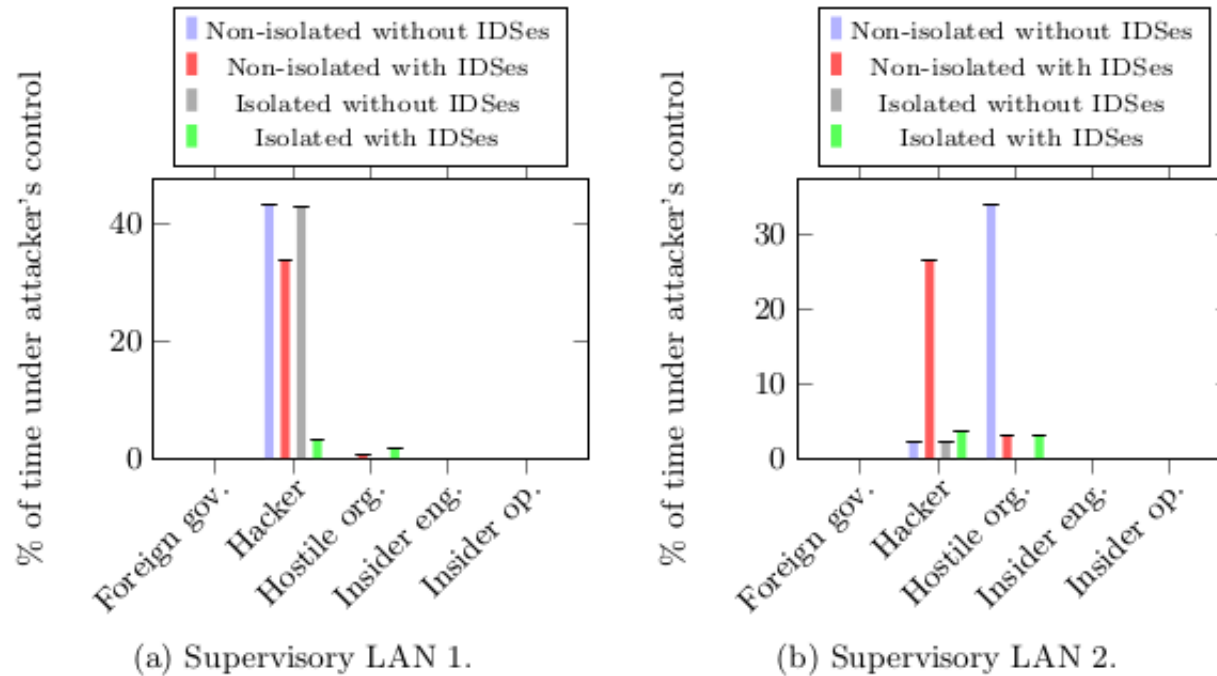 Non-isolated without IDSes
Non-isolated with IDSes
Isolated without IDSes
Isolated with IDSes
% of time under attacker's control
40
20
0
Foreign gov.
Hacker
Hostile org.
Insider eng.
Insider op.
(a) Supervisory LAN 1.
Non-isolated without IDSes
Non-isolated with IDSes
Isolated without IDSes
Isolated with IDSes
% of time under attacker's control
30
20
10
0
Foreign gov.
Hacker
Hostile org.
Insider eng.
Insider op.
(b) Supervisory LAN 2.